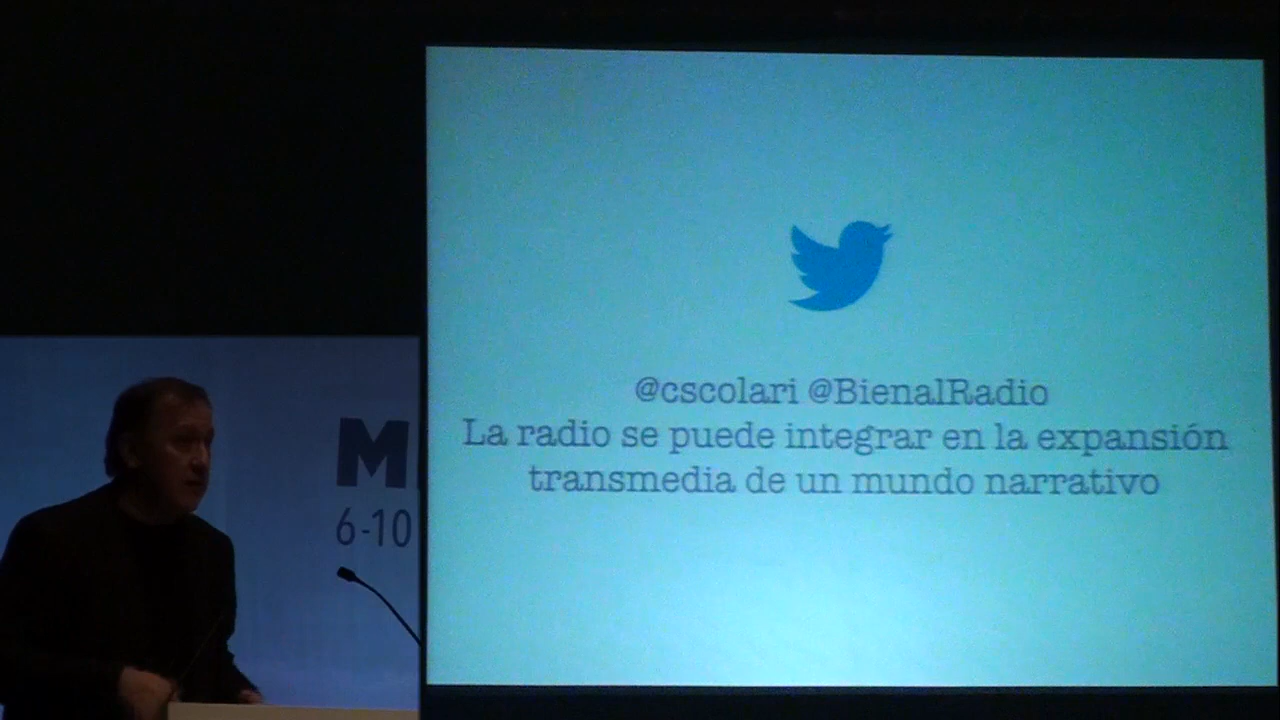 @cscolari @BienalRadio
La radio se puede integrar en la expansión
transmedia de un mundo narrativo
M
6-10